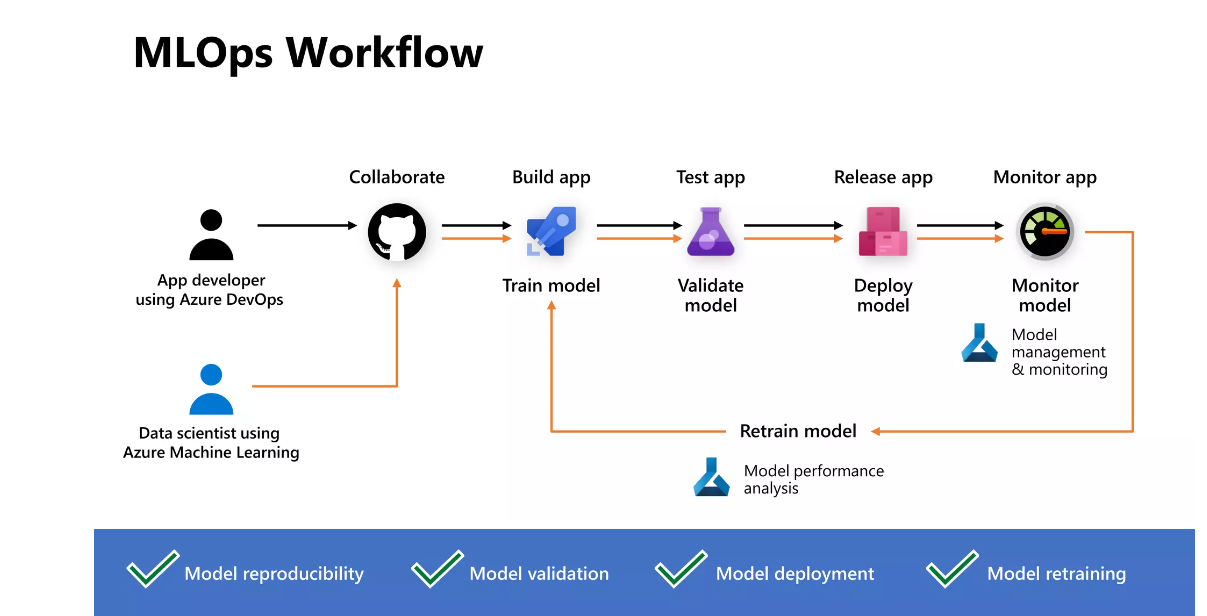 MLOps Workflow
Collaborate
Build app
Test app
Release app
Monitor app
App developer
using Azure DevOps
Train model
Validate
model
Deploy
model
Monitor
model
Model
management
& monitoring
Data scientist using
Azure Machine Learning
Retrain model
Model performance
analysis
Model reproducibility
Model validation
Model deployment
Model retraining